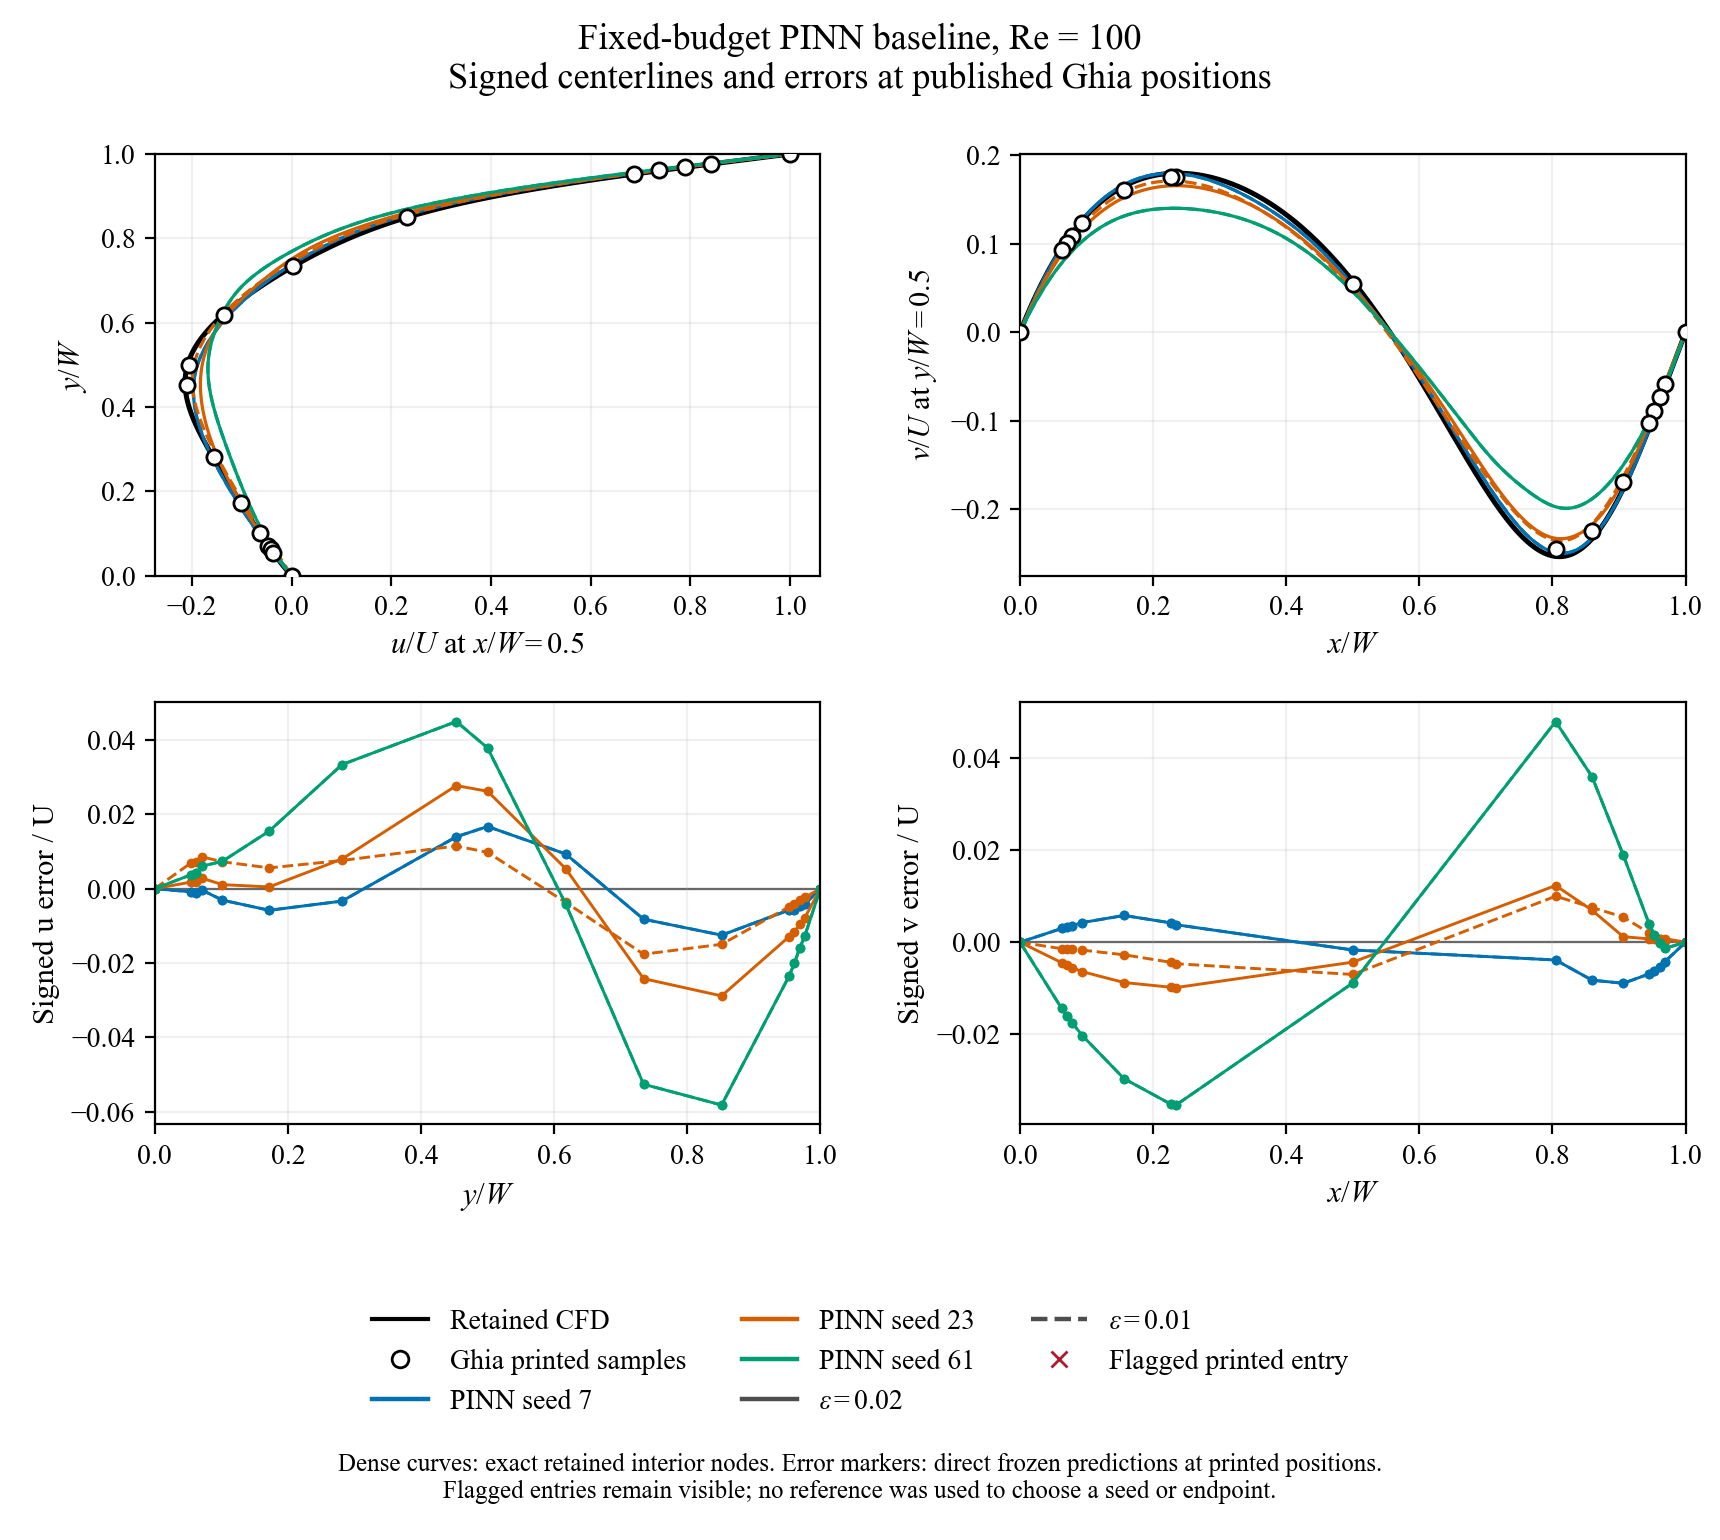 Fixed-budget PINN baseline, Re = 100
Signed centerlines and errors at published Ghia positions
1.0
0.8
0.6
0.4
0.2
0.0
y/W
−0.2
0.0
0.2
0.4
0.6
0.8
1.0
u/U at x/W=0.5
0.2
0.1
0.0
−0.1
−0.2
v/U at y/W=0.5
0.0
0.2
0.4
0.6
0.8
1.0
x/W
0.04
0.02
0.00
−0.02
−0.04
−0.06
Signed u error / U
0.0
0.2
0.4
0.6
0.8
1.0
y/W
0.04
0.02
0.00
−0.02
Signed v error / U
0.0
0.2
0.4
0.6
0.8
1.0
x/W
Retained CFD
Ghia printed samples
PINN seed 7
PINN seed 23
PINN seed 61
ε=0.02
ε=0.01
Flagged printed entry
Dense curves: exact retained interior nodes. Error markers: direct frozen predictions at printed positions.
Flagged entries remain visible; no reference was used to choose a seed or endpoint.